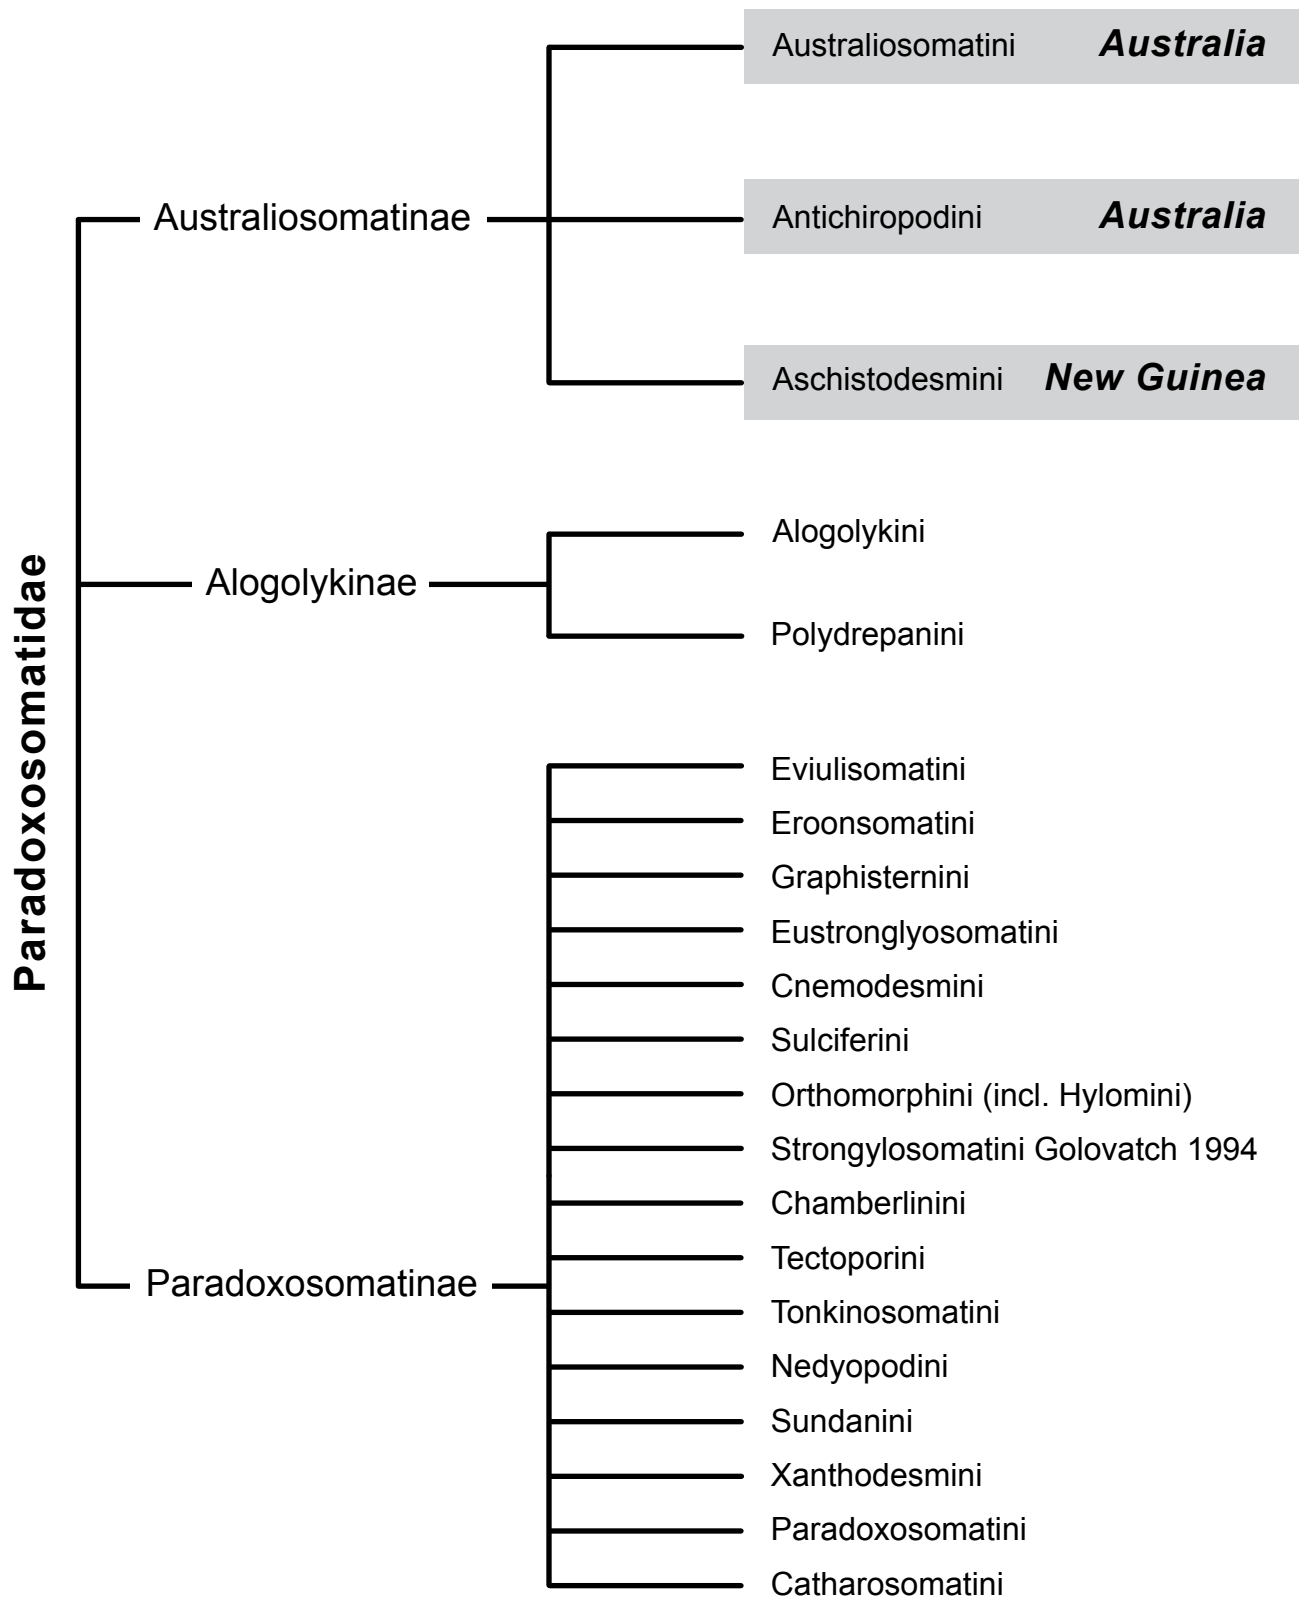 Paradoxosomatidae
Australiosomatinae
Australiosomatini Australia
Antichiropodini Australia
Aschistodesmini New Guinea
Alogolykinae
Alogolykini
Polydrepanini
Paradoxosomatinae
Eviulisomatini
Eroonsomatini
Graphisternini
Eustronglyosomatini
Cnemodesmini
Sulciferini
Orthomorphini (incl. Hylomini)
Strongylosomatini Golovatch 1994
Chamberlinini
Tectoporini
Tonkinosomatini
Nedyopodini
Sundanini
Xanthodesmini
Paradoxosomatini
Catharosomatini